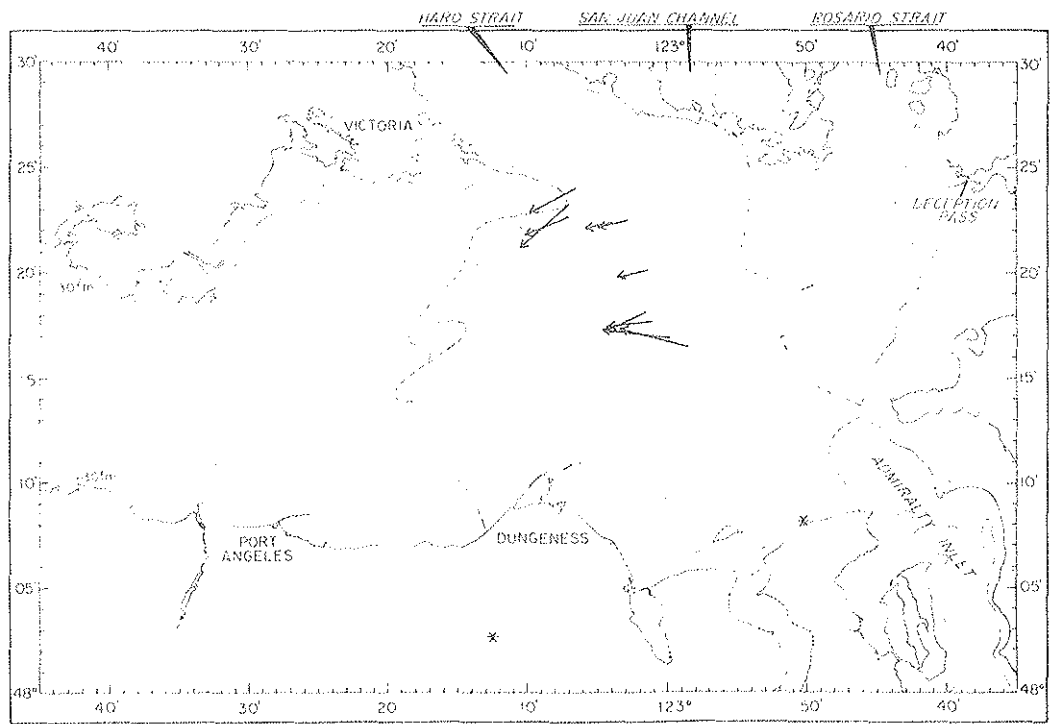 HARO STRAIT SAN JUAN CHANNEL ROSARIO STRAIT
40' 30' 20' 10' 123° 50' 40'
30' 30'
VICTORIA
25' 25'
DECEPTION
PASS
20' 20'
30fm
15' 15'
30fm
10' 10'
ADMIRALTY INLET
PORT
ANGELES
DUNGENESS
05' 05'
48° 48°
40' 30' 20' 10' 123° 50' 40'